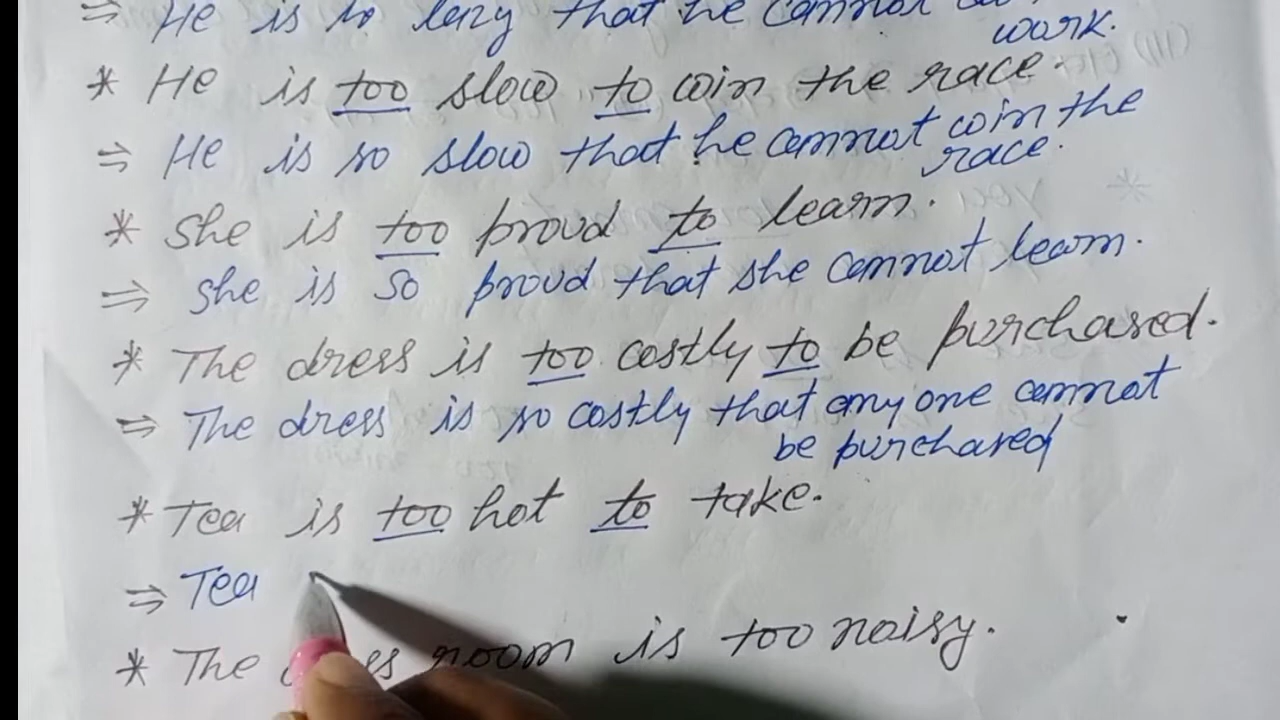 ⇒ He is so lazy that he cannot
work.
* He is too slow to win the race.
⇒ He is so slow that he cannot win the
race.
* She is too proud to learn.
⇒ she is so proud that she cannot learn.
* The dress is too costly to be purchased.
⇒ The dress is so costly that any one cannot
be purchased
* Tea is too hot to take.
⇒ Tea
* The room is too noisy.